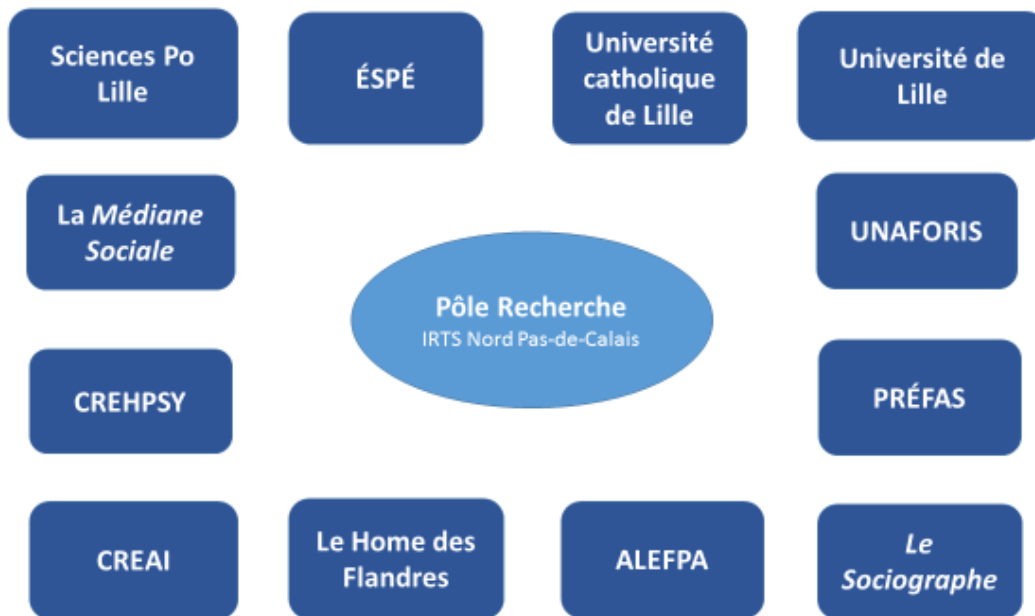 Sciences Po
Lille
ÉSPÉ
Université
catholique
de Lille
Université de
Lille
La Médiane
Sociale
UNAFORIS
Pôle Recherche
IRTS Nord Pas-de-Calais
CREHPSY
PRÉFAS
CREAI
Le Home des
Flandres
ALEFPA
Le
Sociographe